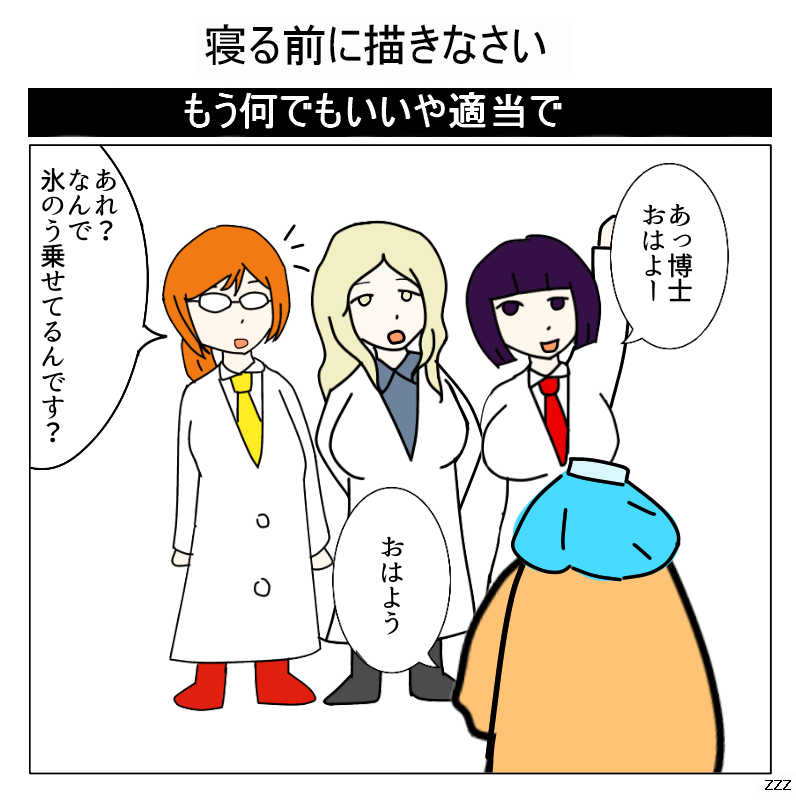 寝る前に描きなさい
もう何でもいいや適当で
あっ博士
おはよー
あれ?
なんで
氷のう乗せてるんです?
おはよう
zzz